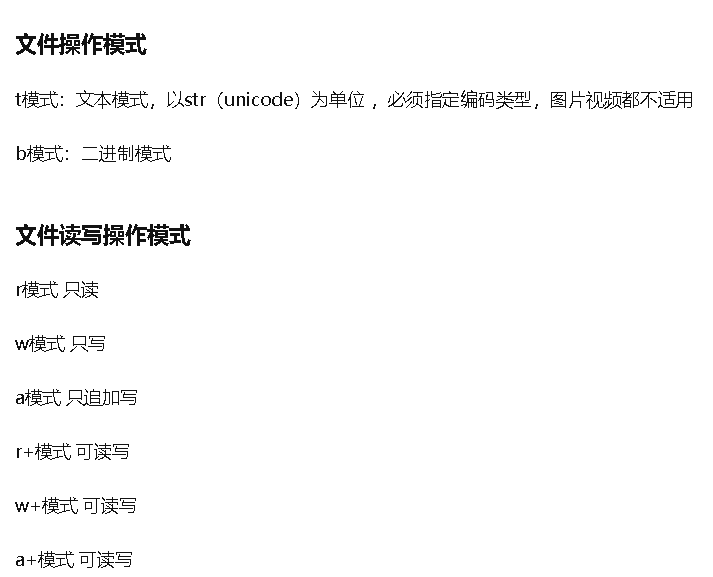 文件操作模式
t模式：文本模式，以str（unicode）为单位 ，必须指定编码类型，图片视频都不适用
b模式：二进制模式
文件读写操作模式
r模式 只读
w模式 只写
a模式 只追加写
r+模式 可读写
w+模式 可读写
a+模式 可读写